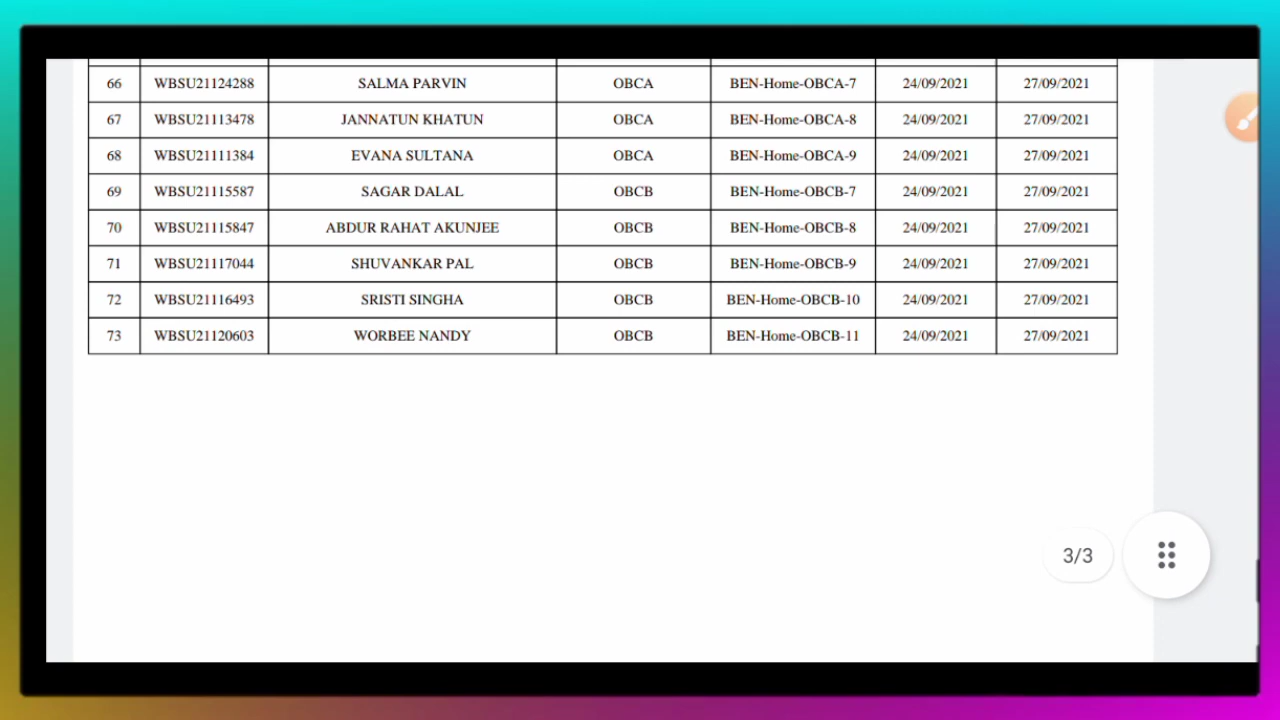 66 WBSU21124288 SALMA PARVIN OBCA BEN-Home-OBCA-7 24/09/2021 27/09/2021
67 WBSU21113478 JANNATUN KHATUN OBCA BEN-Home-OBCA-8 24/09/2021 27/09/2021
68 WBSU21111384 EVANA SULTANA OBCA BEN-Home-OBCA-9 24/09/2021 27/09/2021
69 WBSU21115587 SAGAR DALAL OBCB BEN-Home-OBCB-7 24/09/2021 27/09/2021
70 WBSU21115847 ABDUR RAHAT AKUNJEE OBCB BEN-Home-OBCB-8 24/09/2021 27/09/2021
71 WBSU21117044 SHUVANKAR PAL OBCB BEN-Home-OBCB-9 24/09/2021 27/09/2021
72 WBSU21116493 SRISTI SINGHA OBCB BEN-Home-OBCB-10 24/09/2021 27/09/2021
73 WBSU21120603 WORBEE NANDY OBCB BEN-Home-OBCB-11 24/09/2021 27/09/2021
3/3